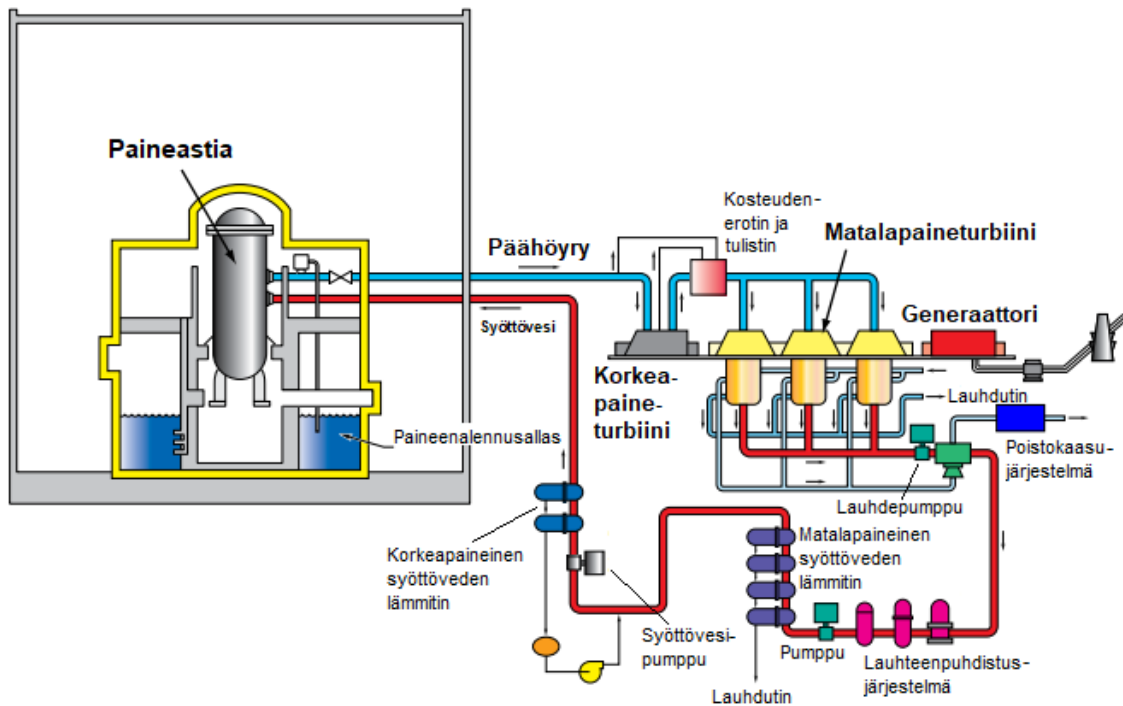 Paineastia
Kosteuden-
erotin ja
tulistin
Matalapaineturbiini
Päähöyry
Generaattori
Syöttövesi
Korkea-
paine-
turbiini
Lauhdutin
Paineenalennusallas
Poistokaasu-
järjestelmä
Lauhdepumppu
Korkeapaineinen
syöttöveden
lämmitin
Matalapaineinen
syöttöveden
lämmitin
Syöttövesi-
pumppu
Pumppu
Lauhteenpuhdistus-
järjestelmä
Lauhdutin